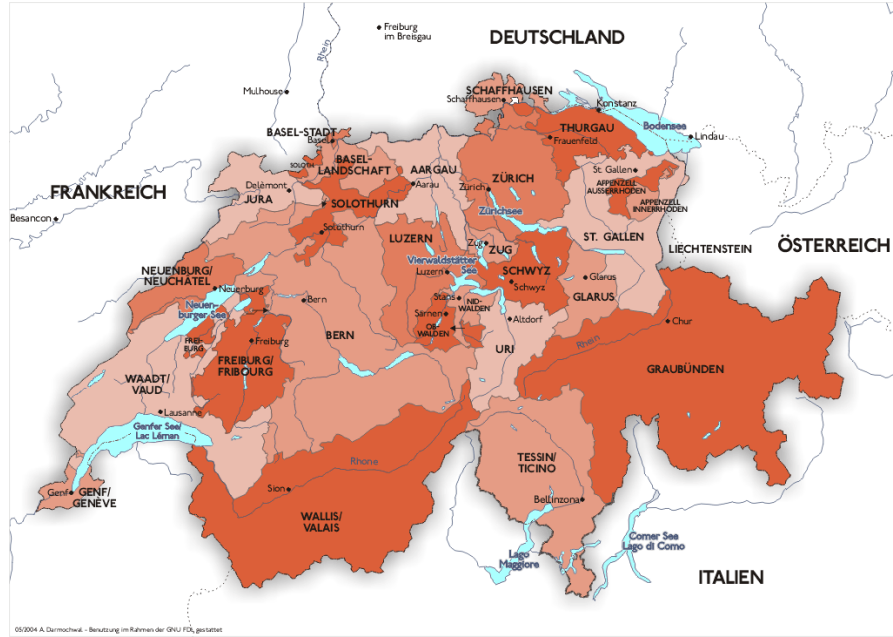 Freiburg
im Breisgau
DEUTSCHLAND
Rhein
Mulhouse
SCHAFFHAUSEN
Schaffhausen
Konstanz
Bodensee
Lindau
BASEL-STADT
Basel
THURGAU
Frauenfeld
SOLOTH.
BASEL-
LANDSCHAFT
AARGAU
Aarau
ZÜRICH
Zürich
St. Gallen
APPENZELL
AUSSERRHODEN
APPENZELL
INNERRHODEN
FRANKREICH
Besancon
Delémont
JURA
SOLOTHURN
Solothurn
Zürichsee
LUZERN
Zug
ZUG
ST. GALLEN
LIECHTENSTEIN
ÖSTERREICH
Vierwaldstätter
See
Luzern
SCHWYZ
Schwyz
Glarus
GLARUS
NEUENBURG/
NEUCHÂTEL
Neuenburg
Neuen-
burger See
Bern
BERN
Stans
NID-
WALDEN
Sarnen
OB-
WALDEN
Altdorf
URI
Chur
Rhein
GRAUBÜNDEN
FREI-
BURG
Freiburg
FREIBURG/
FRIBOURG
WAADT/
VAUD
Lausanne
Genfer See/
Lac Léman
Genf
GENF/
GENÈVE
Rhone
Sion
WALLIS/
VALAIS
TESSIN/
TICINO
Bellinzona
Lago
Maggiore
Comer See
Lago di Como
ITALIEN
05/2004 A. Darmochwal – Benutzung im Rahmen der GNU FDL gestattet